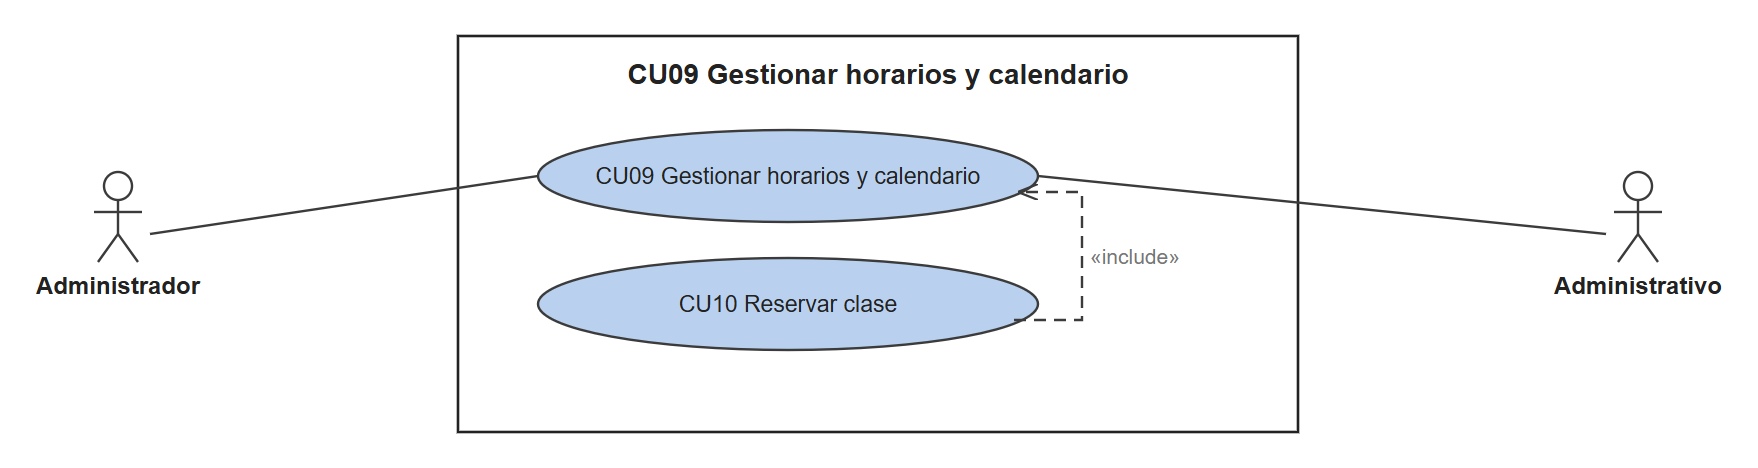 CU09 Gestionar horarios y calendario
CU09 Gestionar horarios y calendario
«include»
Administrador
Administrativo
CU10 Reservar clase